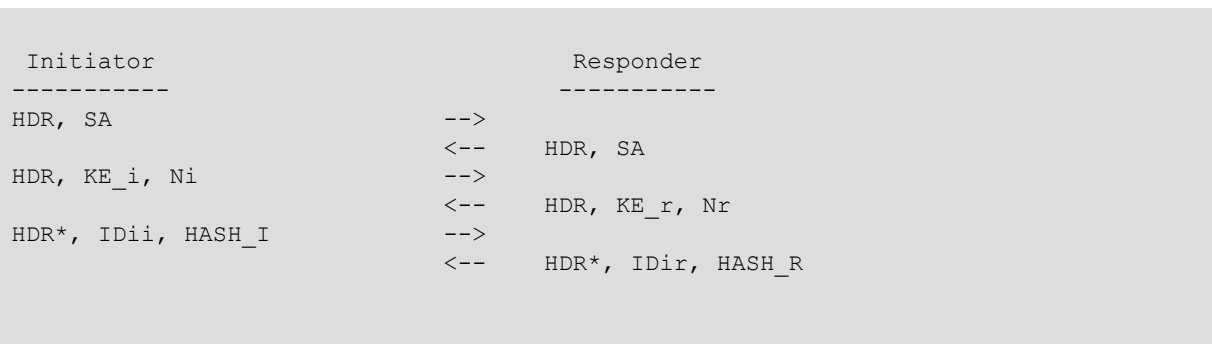 Initiator Responder
----------- -----------
HDR, SA -->
<-- HDR, SA
HDR, KE_i, Ni -->
<-- HDR, KE_r, Nr
HDR*, IDii, HASH_I -->
<-- HDR*, IDir, HASH_R